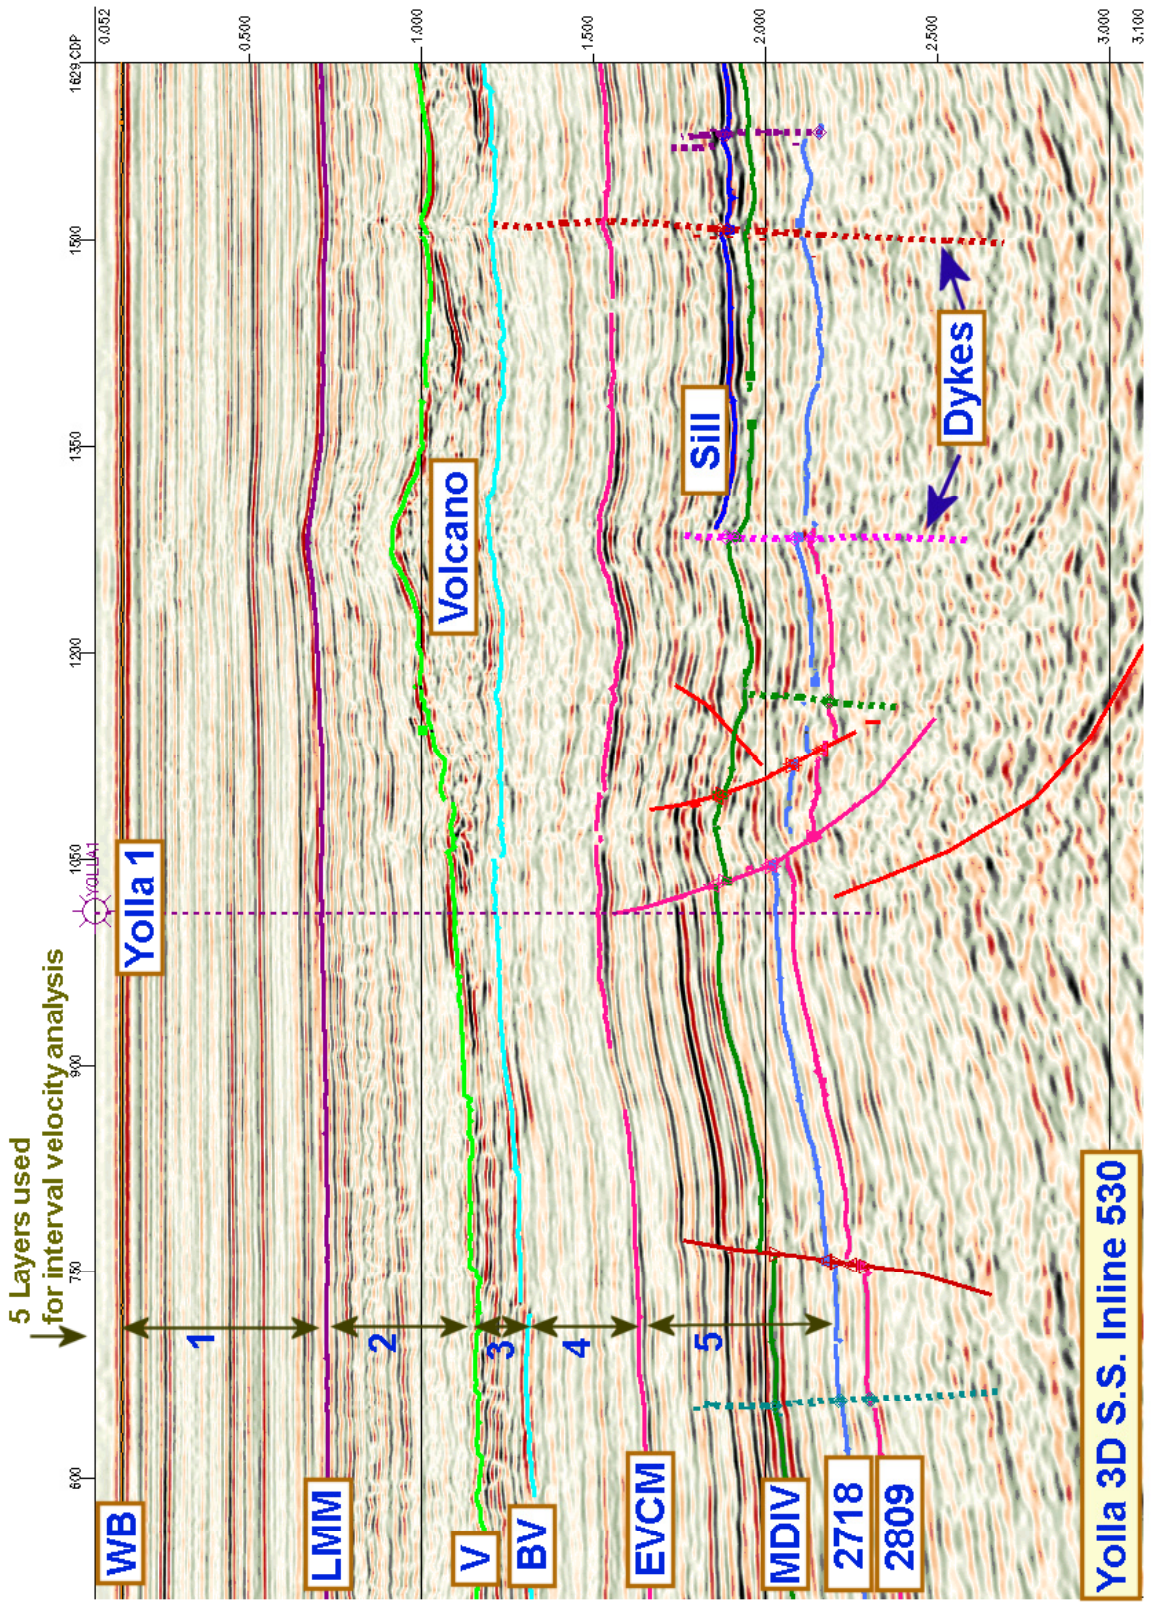 5 Layers used
for interval velocity analysis
Yolla 1
YOLLA1
CDP
600
750
900
1050
1200
1350
1500
1629
0.052
0.500
1.000
1.500
2.000
2.500
3.000
3.100
WB
LMM
V
BV
EVCM
MDIV
2718
2809
1
2
3
4
5
Volcano
Sill
Dykes
Yolla 3D S.S. Inline 530